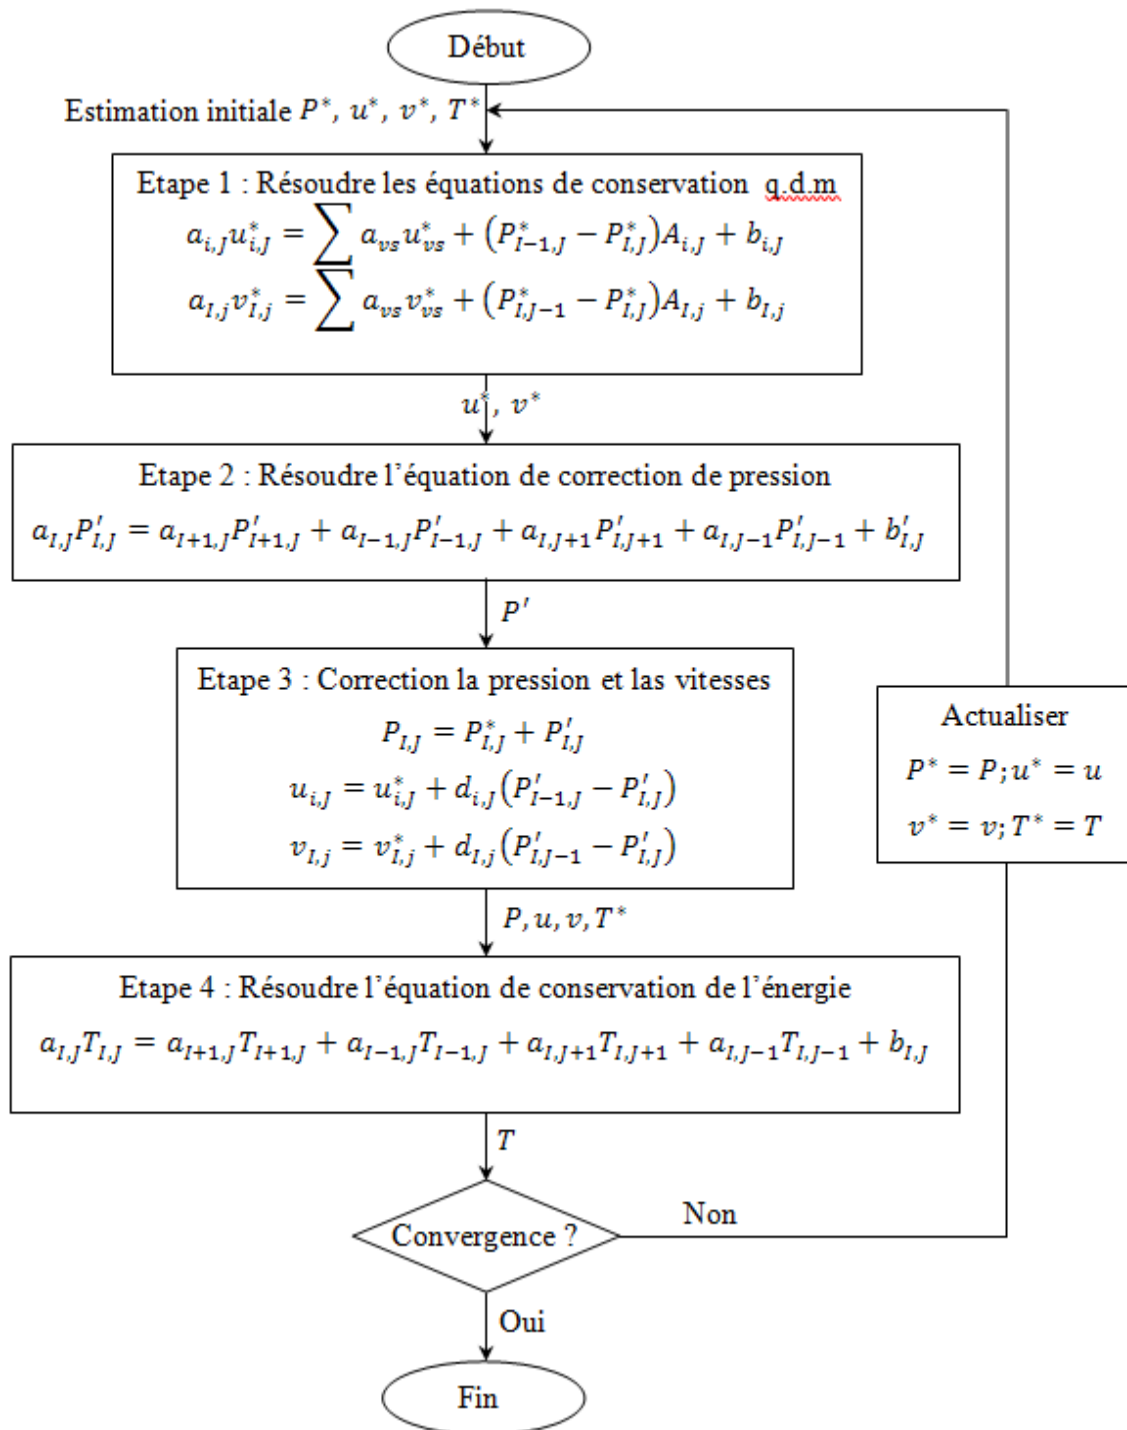 Début
Estimation initiale P*, u*, v*, T*
Etape 1 : Résoudre les équations de conservation q.d.m
a_{i,J}u*_{i,J} = ∑ a_{vs}u*_{vs} + (P*_{I-1,J} − P*_{I,J})A_{i,J} + b_{i,J}
a_{I,j}v*_{I,j} = ∑ a_{vs}v*_{vs} + (P*_{I,J-1} − P*_{I,J})A_{I,j} + b_{I,j}
u*, v*
Etape 2 : Résoudre l'équation de correction de pression
a_{I,J}P'_{I,J} = a_{I+1,J}P'_{I+1,J} + a_{I-1,J}P'_{I-1,J} + a_{I,J+1}P'_{I,J+1} + a_{I,J-1}P'_{I,J-1} + b'_{I,J}
P'
Etape 3 : Correction la pression et las vitesses
P_{I,J} = P*_{I,J} + P'_{I,J}
u_{i,J} = u*_{i,J} + d_{i,J}(P'_{I-1,J} − P'_{I,J})
v_{I,j} = v*_{I,j} + d_{I,j}(P'_{I,J-1} − P'_{I,J})
Actualiser
P* = P; u* = u
v* = v; T* = T
P, u, v, T*
Etape 4 : Résoudre l'équation de conservation de l'énergie
a_{I,J}T_{I,J} = a_{I+1,J}T_{I+1,J} + a_{I-1,J}T_{I-1,J} + a_{I,J+1}T_{I,J+1} + a_{I,J-1}T_{I,J-1} + b_{I,J}
T
Convergence ?
Non
Oui
Fin